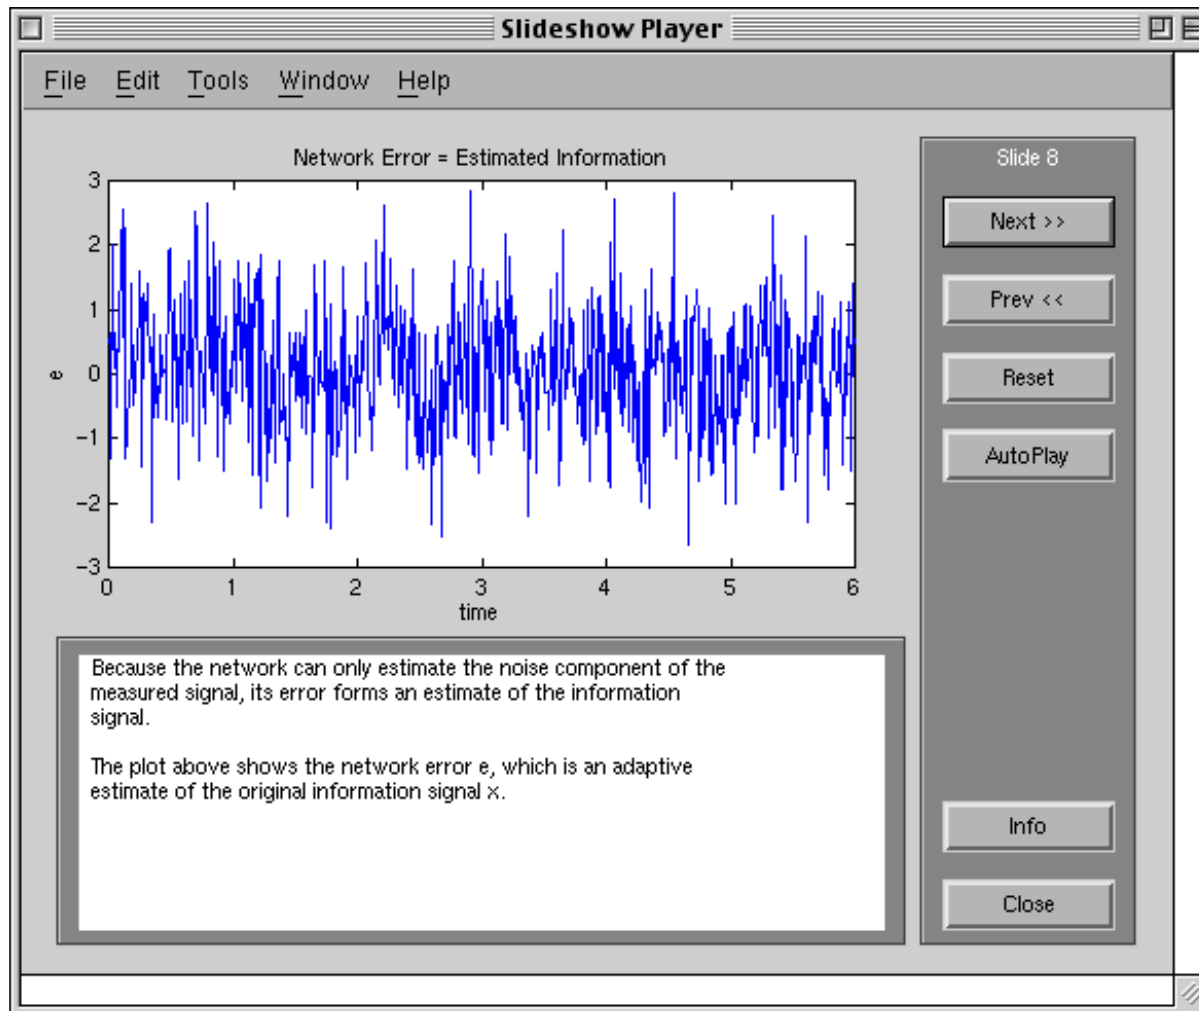 Slideshow Player
File Edit Tools Window Help
Network Error = Estimated Information
3
2
1
0
−1
−2
−3
e
0 1 2 3 4 5 6
time
Because the network can only estimate the noise component of the
measured signal, its error forms an estimate of the information
signal.
The plot above shows the network error e, which is an adaptive
estimate of the original information signal x.
Slide 8
Next >>
Prev <<
Reset
AutoPlay
Info
Close